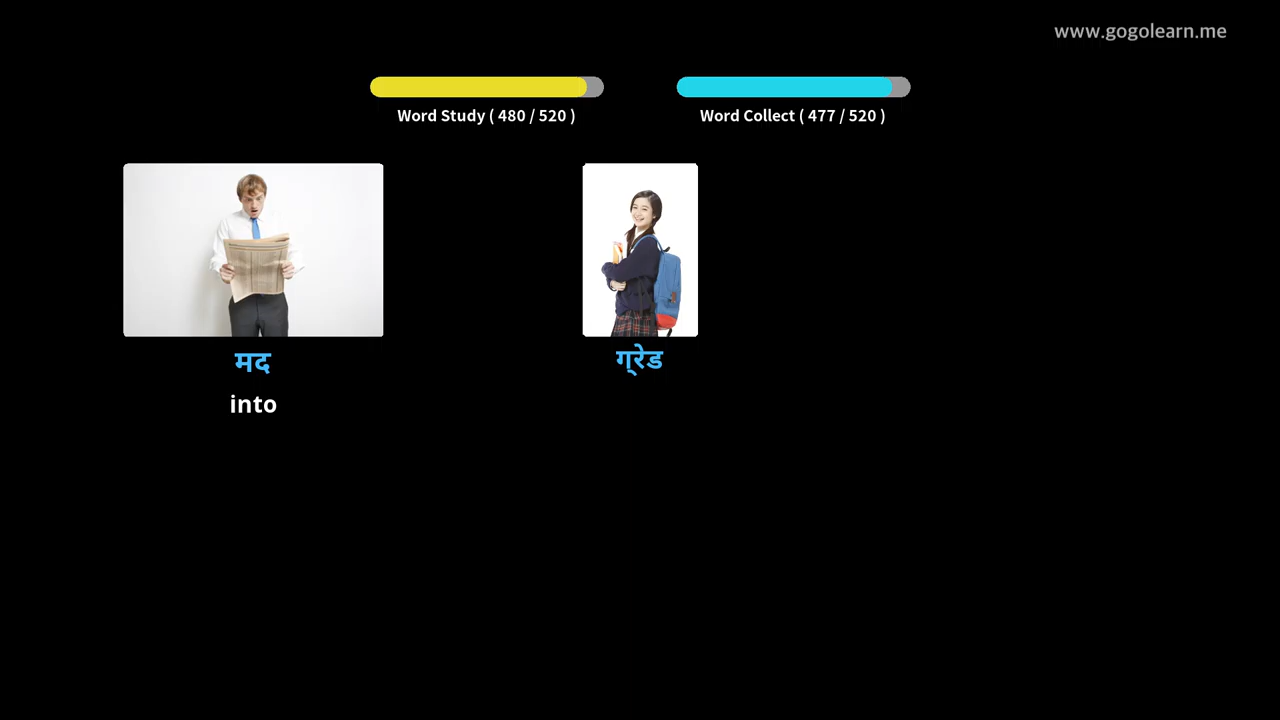 www.gogolearn.me
Word Study ( 480 / 520 )
Word Collect ( 477 / 520 )
मद
ग्रेड
into